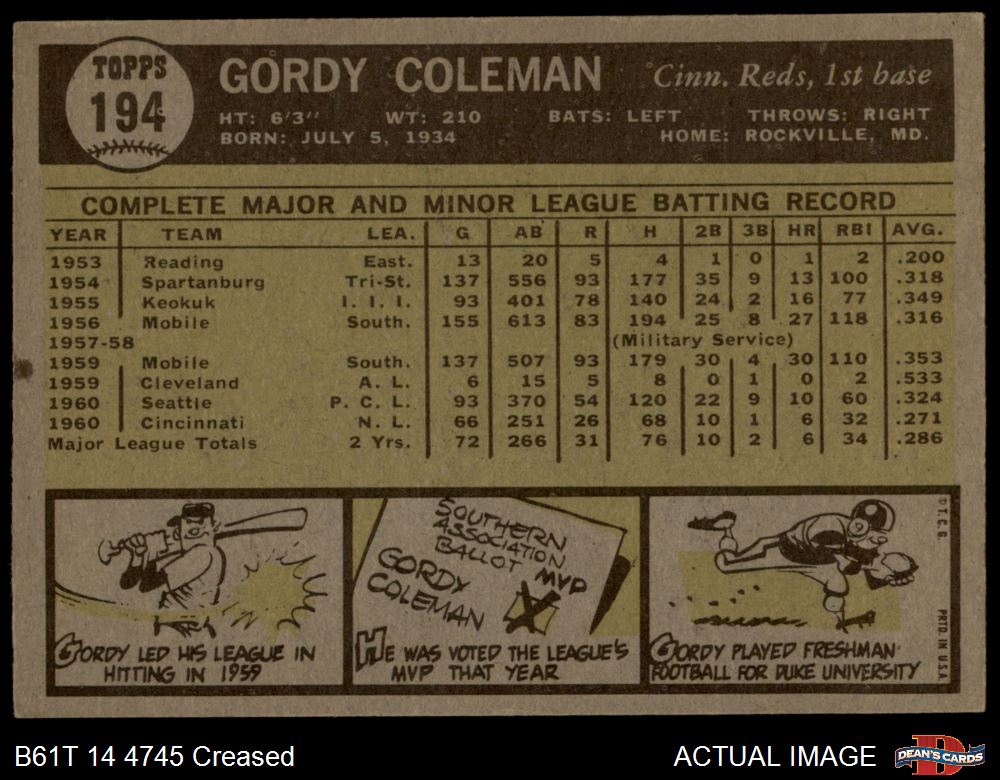 TOPPS
194
GORDY COLEMAN
Cinn. Reds, 1st base
HT: 6'3" WT: 210 BATS: LEFT THROWS: RIGHT
BORN: JULY 5, 1934 HOME: ROCKVILLE, MD.
COMPLETE MAJOR AND MINOR LEAGUE BATTING RECORD
YEAR TEAM LEA. G AB R H 2B 3B HR RBI AVG.
1953 Reading East. 13 20 5 4 1 0 1 2 .200
1954 Spartanburg Tri-St. 137 556 93 177 35 9 13 100 .318
1955 Keokuk I. I. I. 93 401 78 140 24 2 16 77 .349
1956 Mobile South. 155 613 83 194 25 8 27 118 .316
1957-58 (Military Service)
1959 Mobile South. 137 507 93 179 30 4 30 110 .353
1959 Cleveland A. L. 6 15 5 8 0 1 0 2 .533
1960 Seattle P. C. L. 93 370 54 120 22 9 10 60 .324
1960 Cincinnati N. L. 66 251 26 68 10 1 6 32 .271
Major League Totals 2 Yrs. 72 266 31 76 10 2 6 34 .286
GORDY LED HIS LEAGUE IN
HITTING IN 1959
SOUTHERN
ASSOCIATION
BALLOT
MVP
GORDY
COLEMAN
HE WAS VOTED THE LEAGUE'S
MVP THAT YEAR
GORDY PLAYED FRESHMAN
FOOTBALL FOR DUKE UNIVERSITY
© T. C. G.
PRTD. IN U.S.A.
B61T 14 4745 Creased
ACTUAL IMAGE
D
DEAN'S CARDS